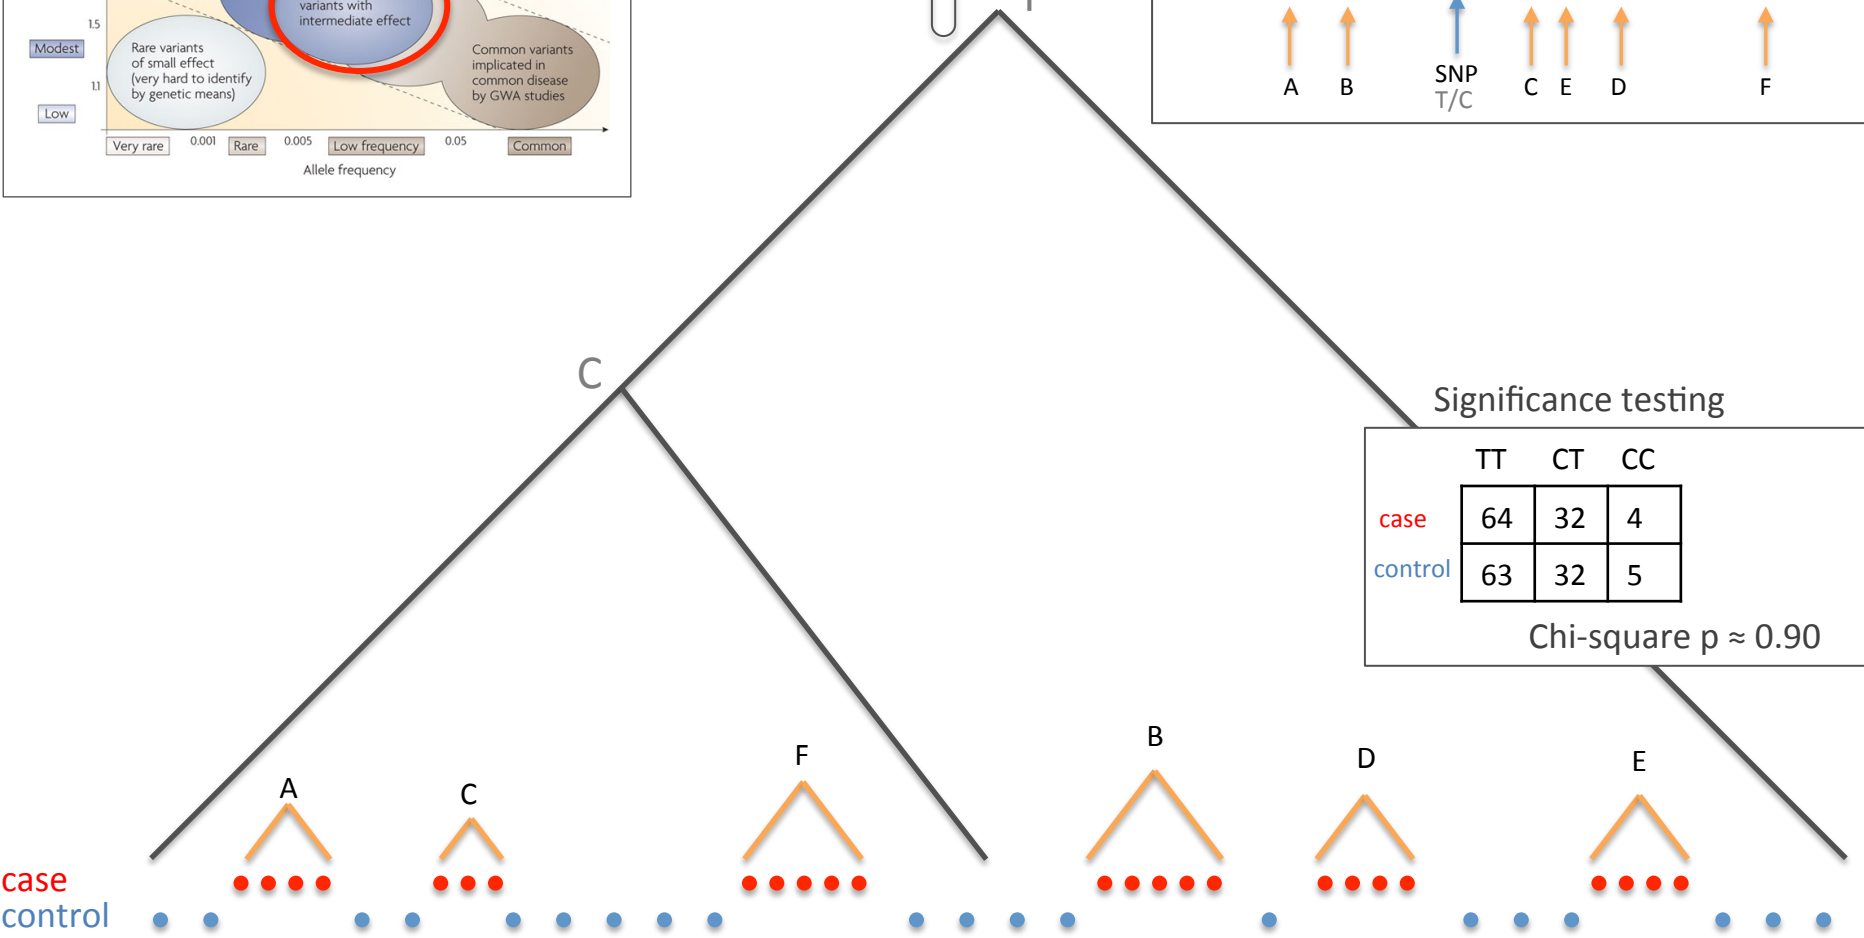 variants with
intermediate effect
1.5
Modest
Rare variants
of small effect
(very hard to identify
by genetic means)
Common variants
implicated in
common disease
by GWA studies
1.1
Low
Very rare
0.001
Rare
0.005
Low frequency
0.05
Common
Allele frequency
A
B
SNP
T/C
C
E
D
F
C
Significance testing
TT CT CC
case 64 32 4
control 63 32 5
Chi-square p ≈ 0.90
A
C
F
B
D
E
case
control